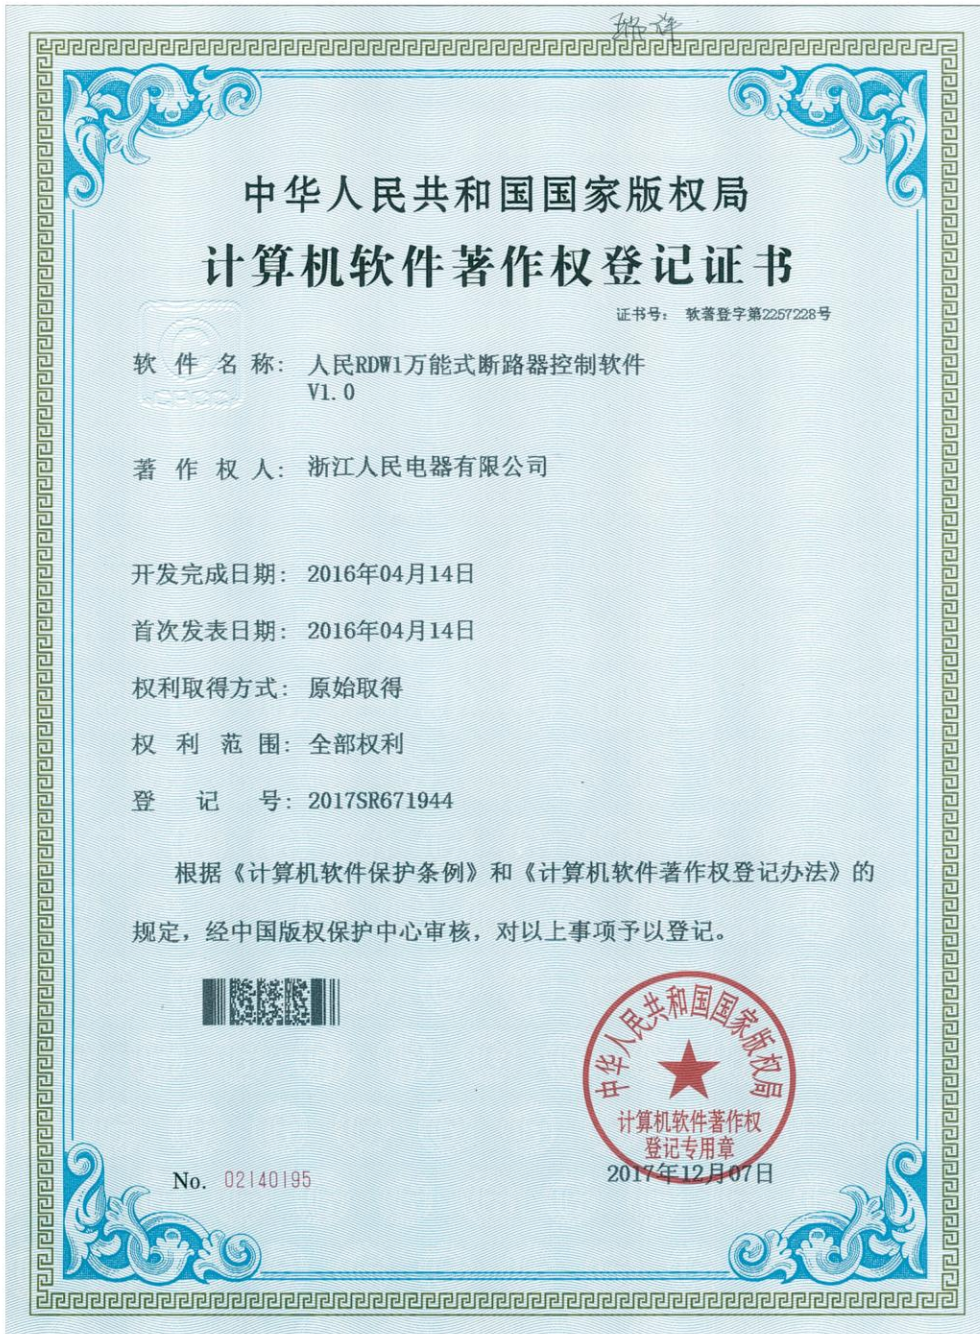 中华人民共和国国家版权局
计算机软件著作权登记证书
证书号： 软著登字第2257228号
软件名称： 人民RDW1万能式断路器控制软件
V1.0
CPCC
著作权人： 浙江人民电器有限公司
开发完成日期： 2016年04月14日
首次发表日期： 2016年04月14日
权利取得方式： 原始取得
权利范围： 全部权利
登记号： 2017SR671944
根据《计算机软件保护条例》和《计算机软件著作权登记办法》的
规定，经中国版权保护中心审核，对以上事项予以登记。
中华人民共和国国家版权局
计算机软件著作权
登记专用章
2017年12月07日
No. 02140195